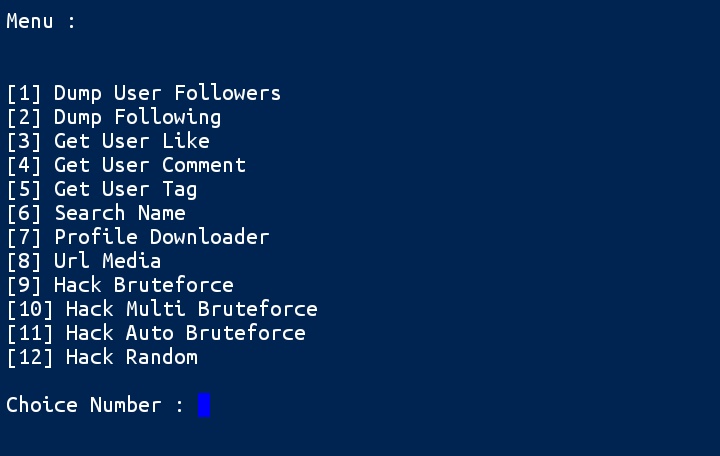 Menu :
[1] Dump User Followers
[2] Dump Following
[3] Get User Like
[4] Get User Comment
[5] Get User Tag
[6] Search Name
[7] Profile Downloader
[8] Url Media
[9] Hack Bruteforce
[10] Hack Multi Bruteforce
[11] Hack Auto Bruteforce
[12] Hack Random
Choice Number :